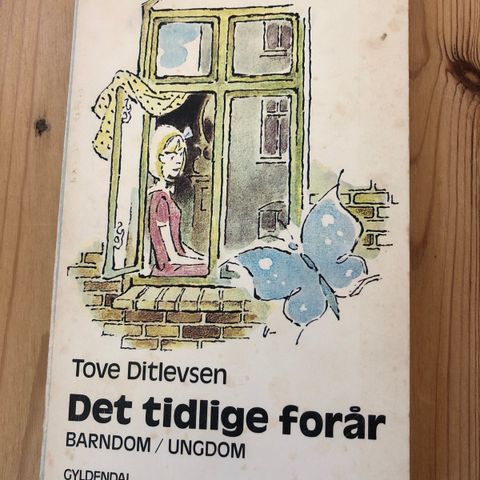 Tove Ditlevsen
Det tidlige forår
BARNDOM / UNGDOM
GYLDENDAL